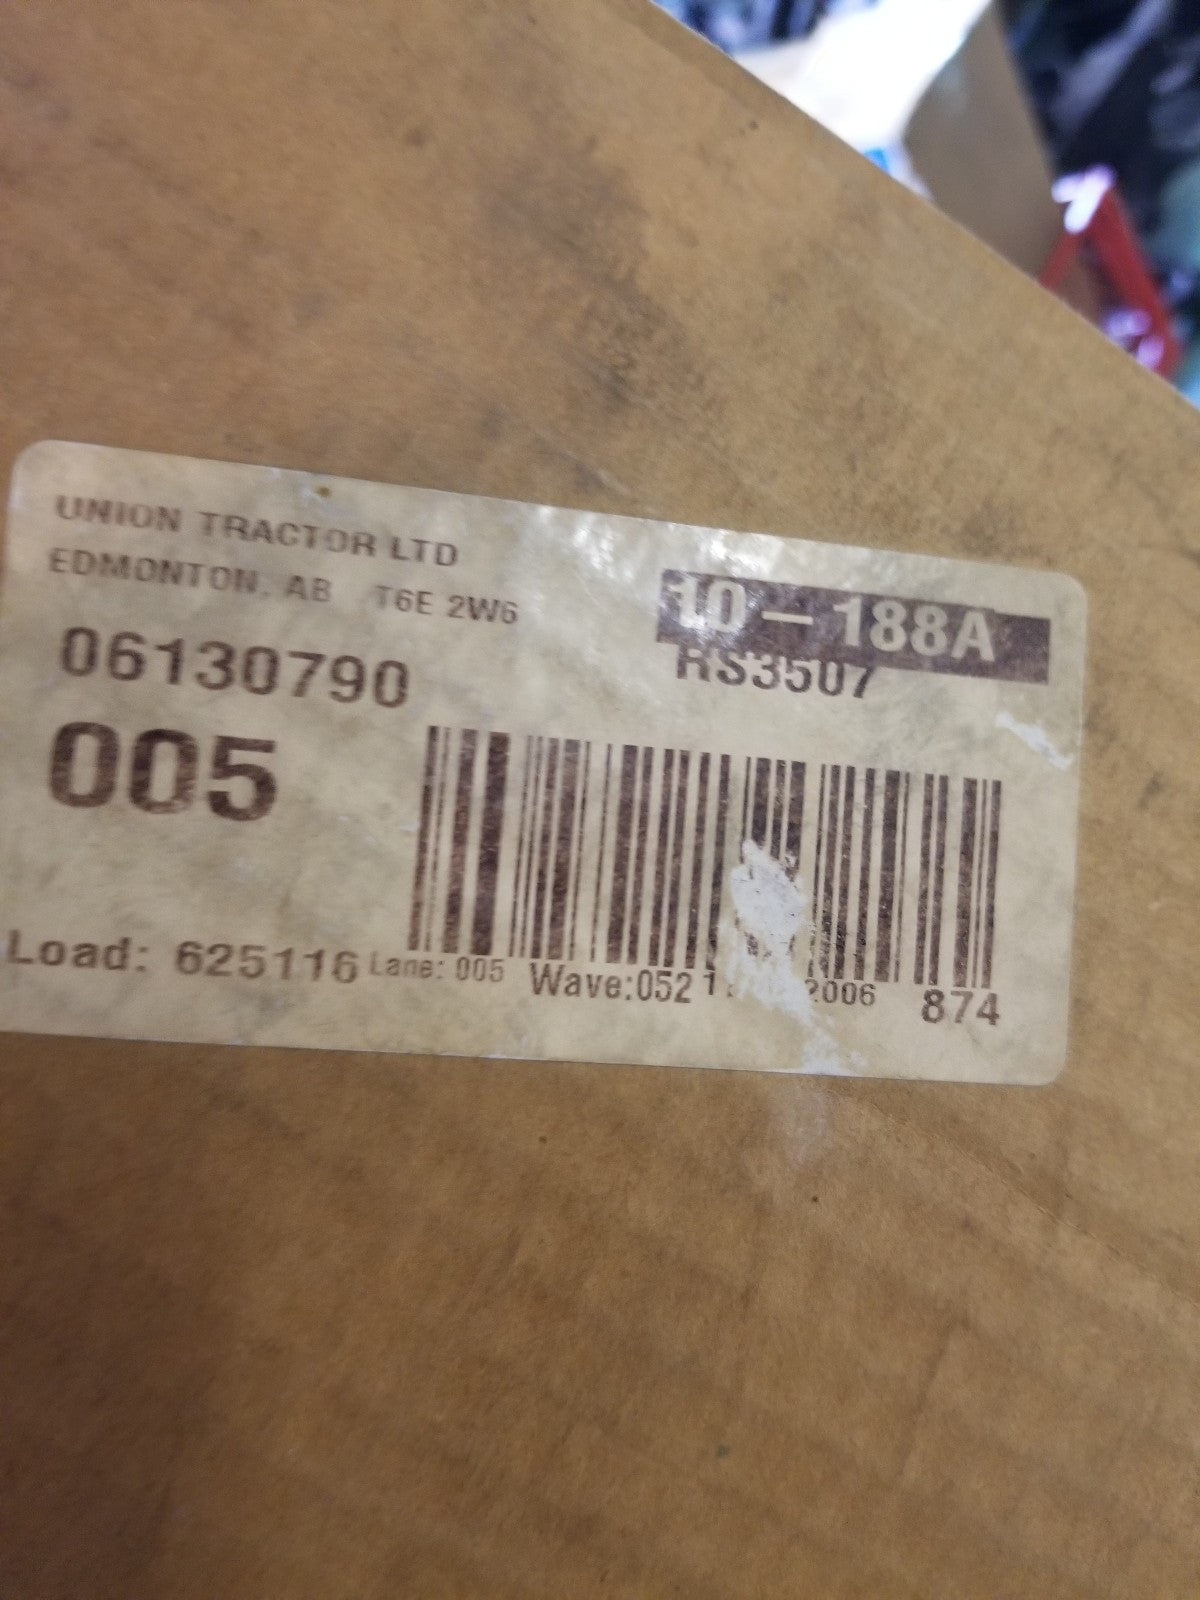 UNION TRACTOR LTD
EDMONTON, AB T6E 2W6
10 — 188A
06130790
RS3507
005
Load: 625116 Lane: 005 Wave:052 2006 874